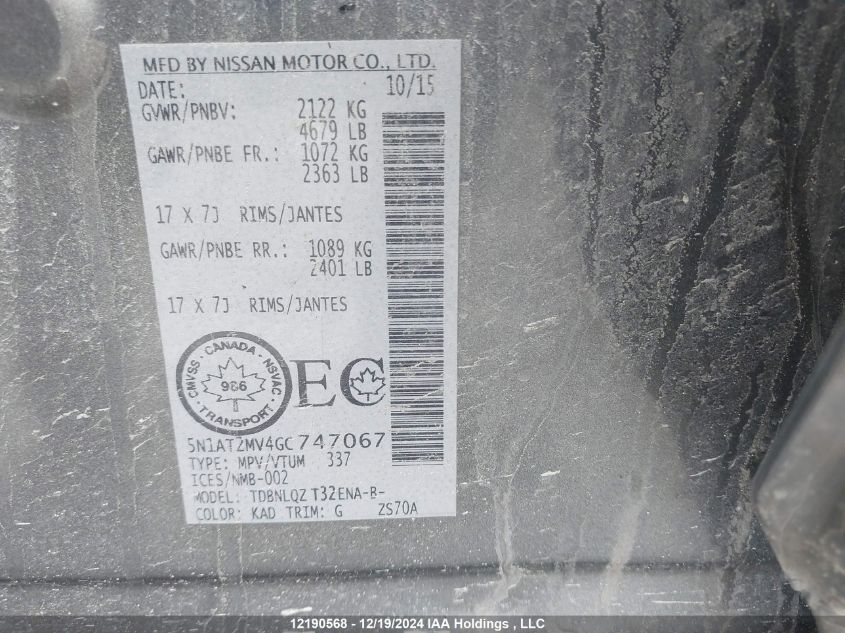 MFD BY NISSAN MOTOR CO., LTD.
DATE: 10/15
GVWR/PNBV: 2122 KG
4679 LB
GAWR/PNBE FR.: 1072 KG
2363 LB
17 X 7J RIMS/JANTES
GAWR/PNBE RR.: 1089 KG
2401 LB
17 X 7J RIMS/JANTES
CANADA · NSVAC · TRANSPORT · CMVSS
986
EC
5N1AT2MV4GC747067
TYPE: MPV/VTUM 337
ICES/NMB-002
MODEL: TDBNLQZ T32ENA-B-
COLOR: KAD TRIM: G ZS70A
12190568 - 12/19/2024 IAA Holdings , LLC